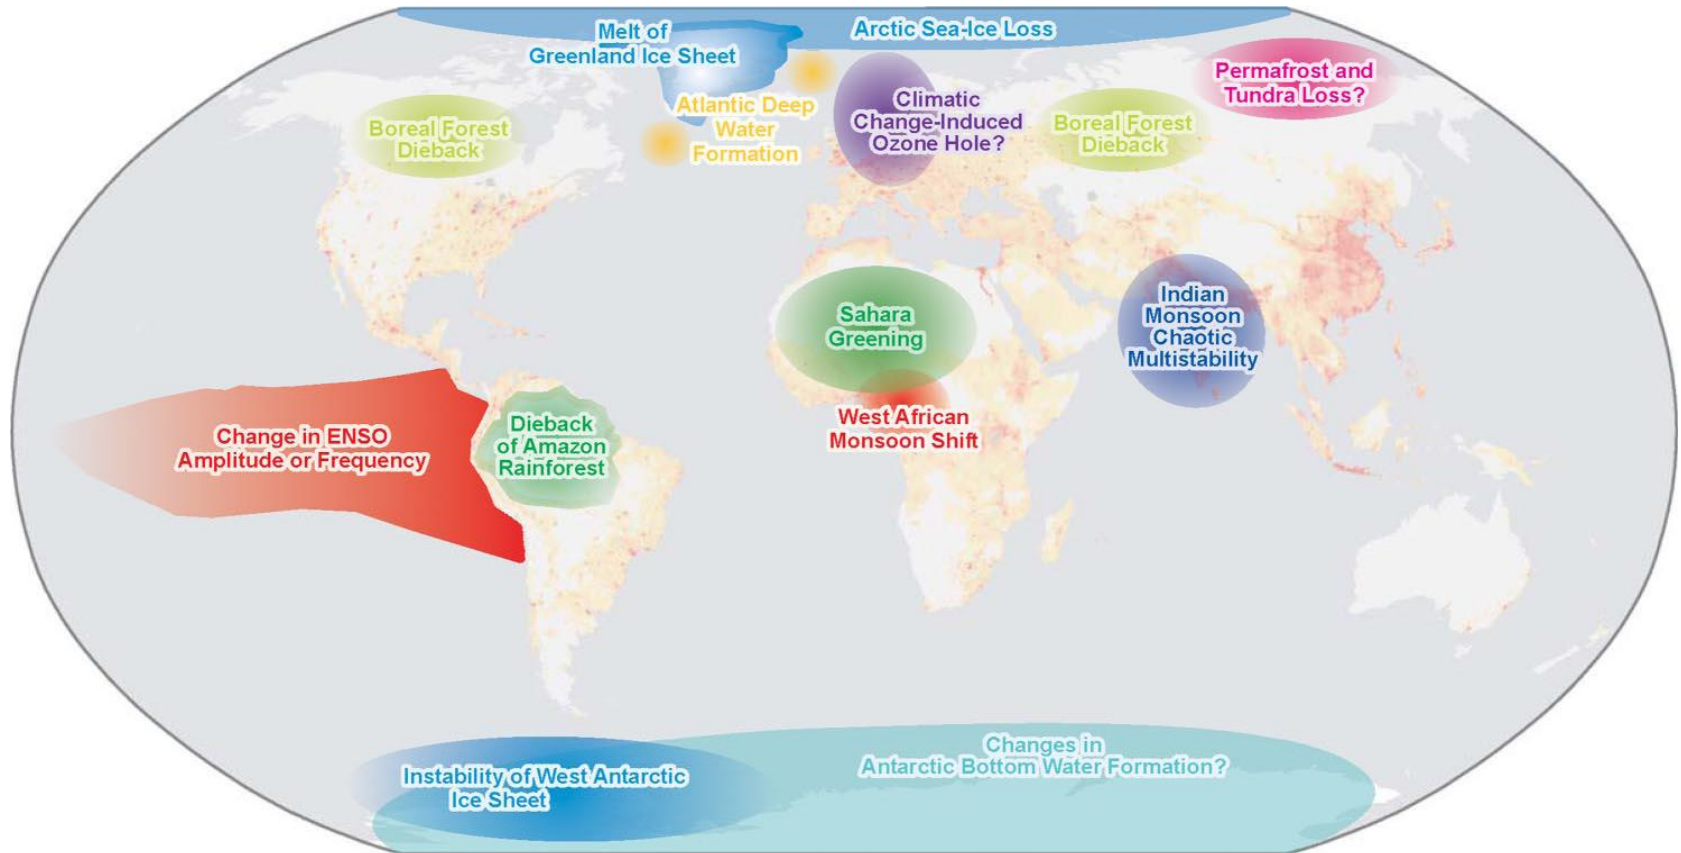 Melt of
Greenland Ice Sheet
Arctic Sea-Ice Loss
Permafrost and
Tundra Loss?
Boreal Forest
Dieback
Atlantic Deep
Water
Formation
Climatic
Change-Induced
Ozone Hole?
Boreal Forest
Dieback
Sahara
Greening
Indian
Monsoon
Chaotic
Multistability
Change in ENSO
Amplitude or Frequency
Dieback
of Amazon
Rainforest
West African
Monsoon Shift
Instability of West Antarctic
Ice Sheet
Changes in
Antarctic Bottom Water Formation?